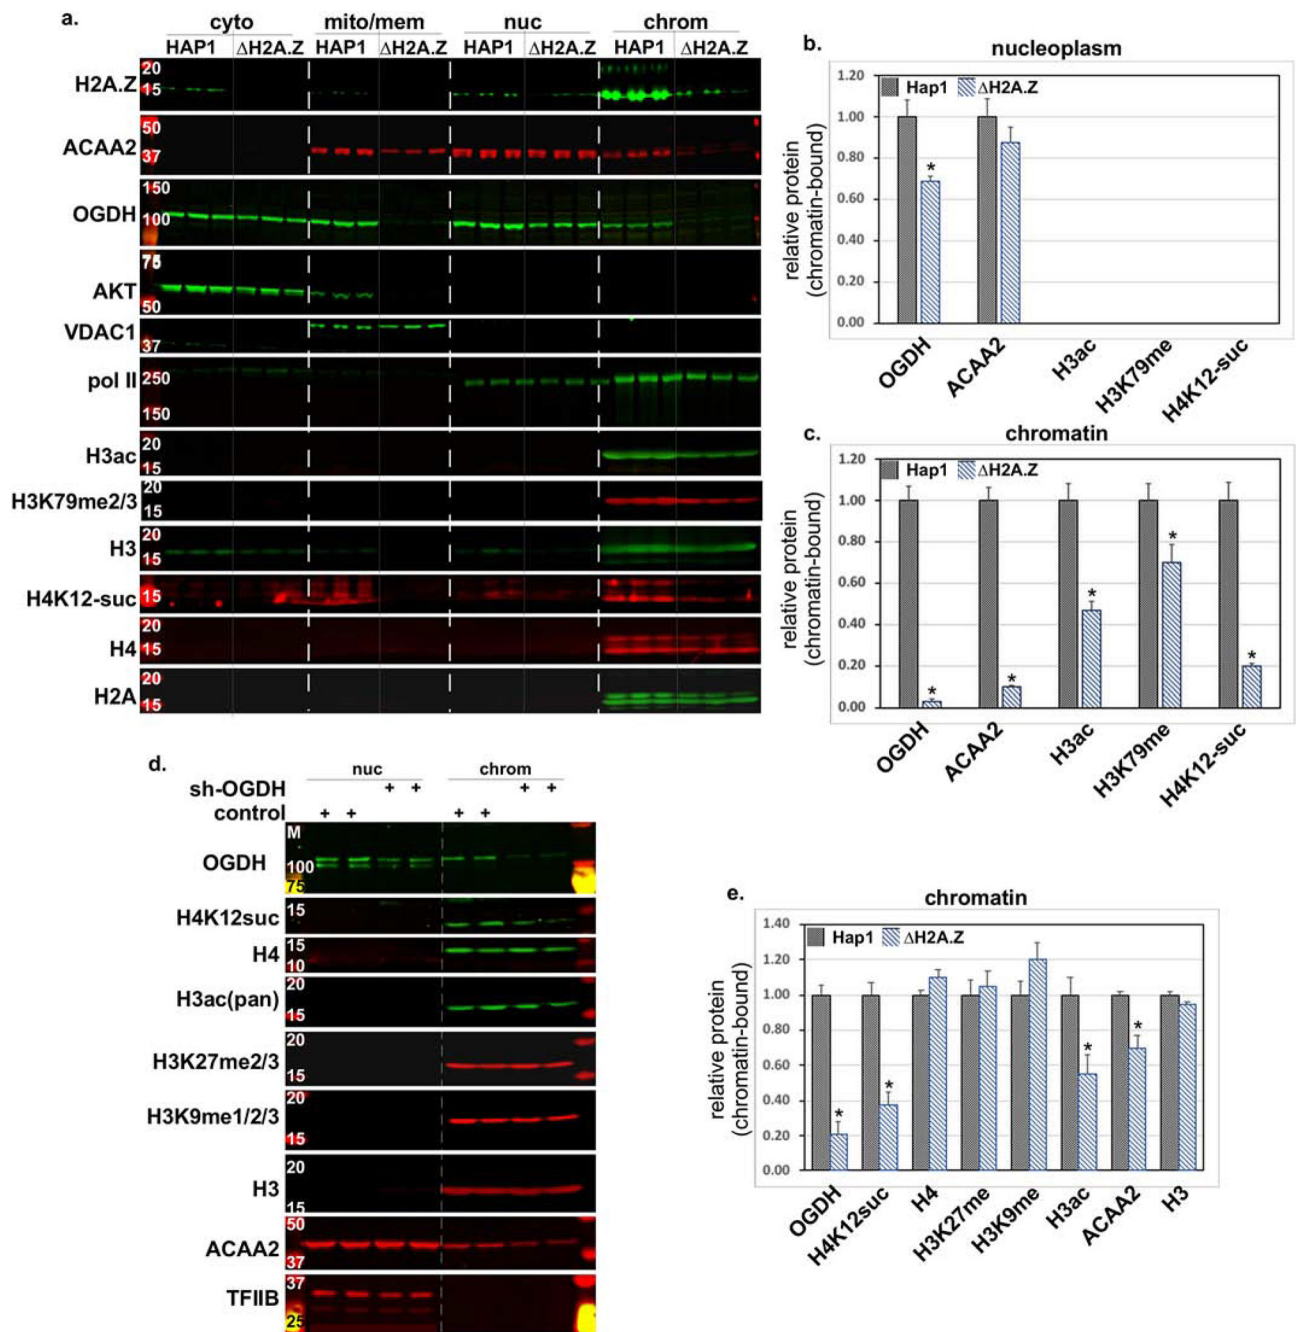 a.
cyto mito/mem nuc chrom
HAP1 ΔH2A.Z HAP1 ΔH2A.Z HAP1 ΔH2A.Z HAP1 ΔH2A.Z
H2A.Z 20 15
ACAA2 50 37
OGDH 150 100
AKT 75 50
VDAC1 37
pol II 250 150
H3ac 20 15
H3K79me2/3 20 15
H3 20 15
H4K12-suc 15
H4 20 15
H2A 20 15
b.
nucleoplasm
Hap1 ΔH2A.Z
relative protein
(chromatin-bound)
1.20
1.00
0.80
0.60
0.40
0.20
0.00
*
OGDH ACAA2 H3ac H3K79me H4K12-suc
c.
chromatin
Hap1 ΔH2A.Z
relative protein
(chromatin-bound)
1.20
1.00
0.80
0.60
0.40
0.20
0.00
* * * * *
OGDH ACAA2 H3ac H3K79me H4K12-suc
d.
nuc chrom
sh-OGDH + + + +
control + + + +
M
OGDH 100 75
H4K12suc 15
H4 15 10
H3ac(pan) 20 15
H3K27me2/3 20 15
H3K9me1/2/3 20 15
H3 20 15
ACAA2 50 37
TFIIB 37 25
e.
chromatin
Hap1 ΔH2A.Z
relative protein
(chromatin-bound)
1.40
1.20
1.00
0.80
0.60
0.40
0.20
0.00
* * * *
OGDH H4K12suc H4 H3K27me H3K9me H3ac ACAA2 H3